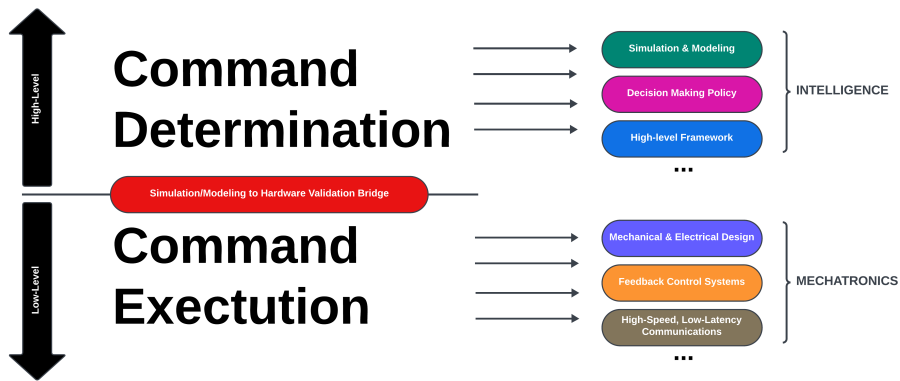 High-Level
Command
Determination
Simulation & Modeling
Decision Making Policy
High-level Framework
...
INTELLIGENCE
Simulation/Modeling to Hardware Validation Bridge
Low-Level
Command
Exectution
Mechanical & Electrical Design
Feedback Control Systems
High-Speed, Low-Latency
Communications
...
MECHATRONICS